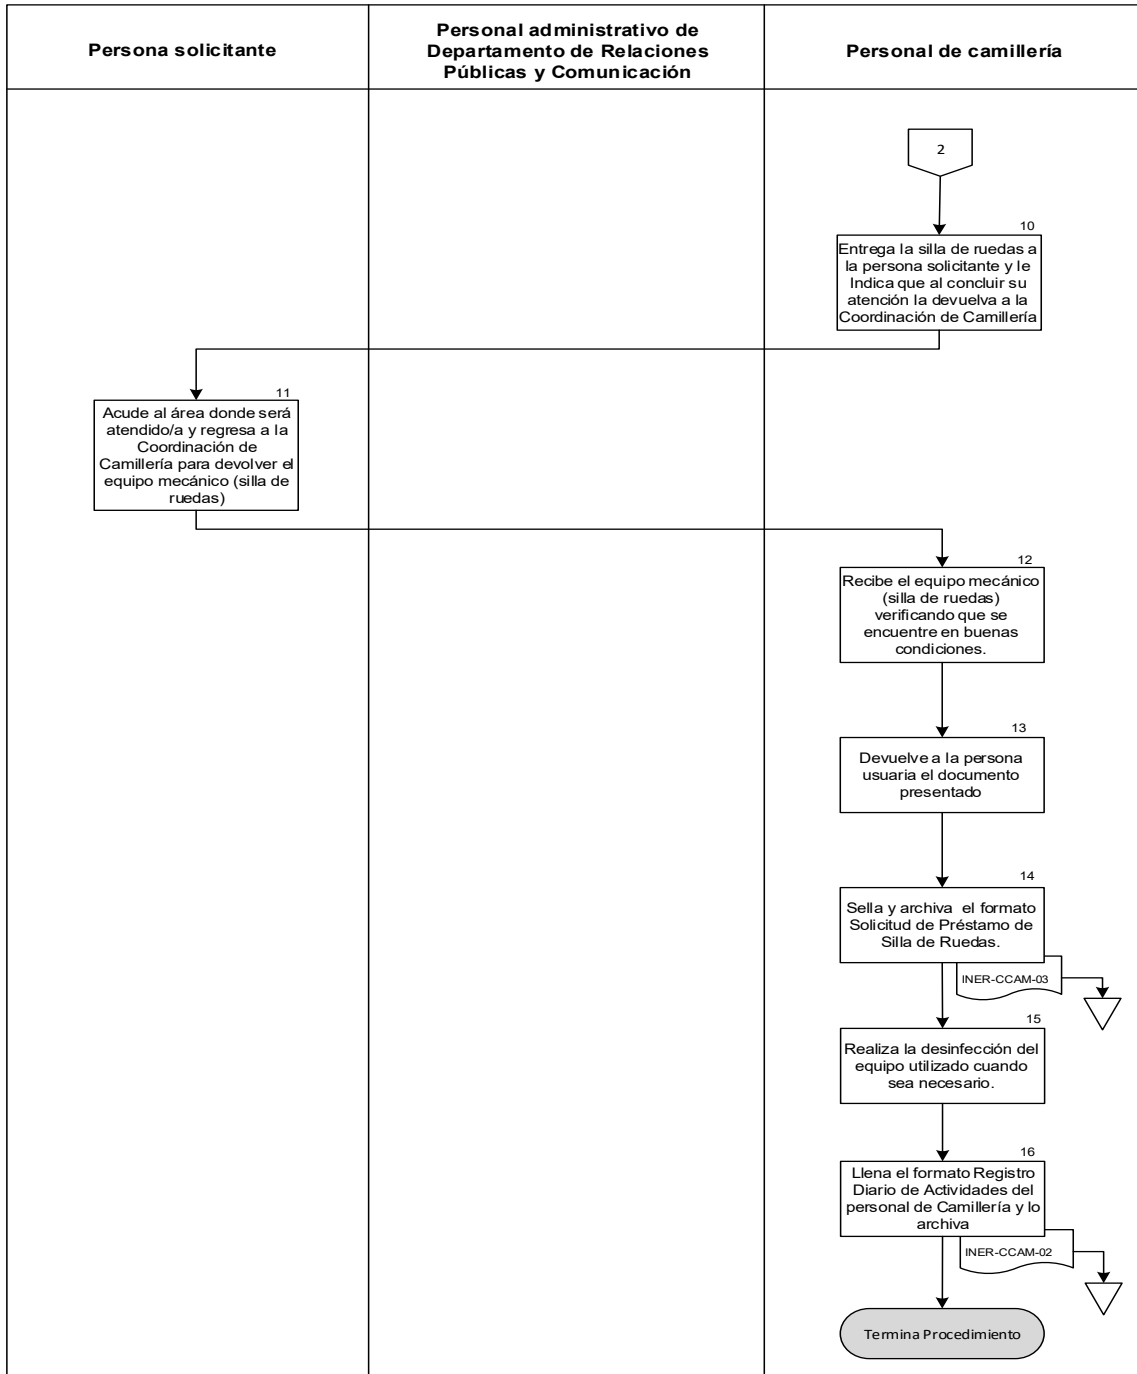 Persona solicitante
Personal administrativo de
Departamento de Relaciones
Públicas y Comunicación
Personal de camillería
2
10
Entrega la silla de ruedas a
la persona solicitante y le
Indica que al concluir su
atención la devuelva a la
Coordinación de Camillería
11
Acude al área donde será
atendido/a y regresa a la
Coordinación de
Camillería para devolver el
equipo mecánico (silla de
ruedas)
12
Recibe el equipo mecánico
(silla de ruedas)
verificando que se
encuentre en buenas
condiciones.
13
Devuelve a la persona
usuaria el documento
presentado
14
Sella y archiva el formato
Solicitud de Préstamo de
Silla de Ruedas.
INER-CCAM-03
15
Realiza la desinfección del
equipo utilizado cuando
sea necesario.
16
Llena el formato Registro
Diario de Actividades del
personal de Camillería y lo
archiva
INER-CCAM-02
Termina Procedimiento